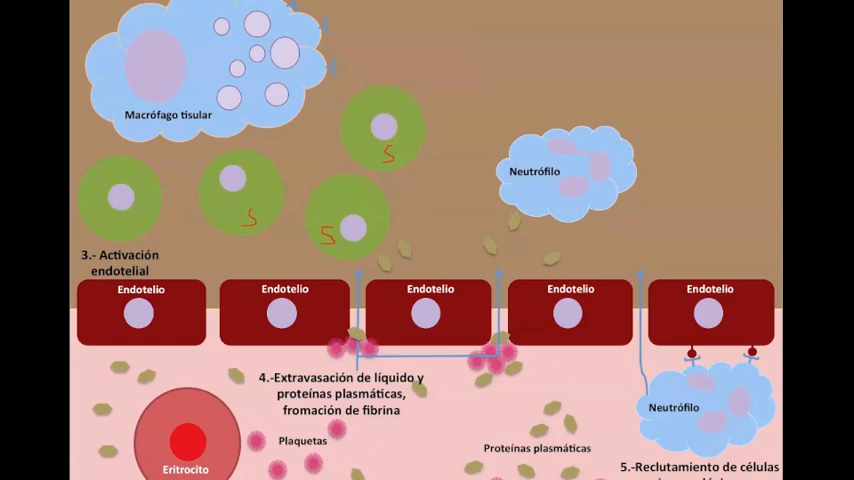 Macrófago tisular
Neutrófilo
S
S
S
3.- Activación
endotelial
Endotelio
Endotelio
Endotelio
Endotelio
Endotelio
4.-Extravasación de líquido y
proteínas plasmáticas,
fromación de fibrina
Neutrófilo
Plaquetas
Proteínas plasmáticas
Eritrocito
5.-Reclutamiento de células